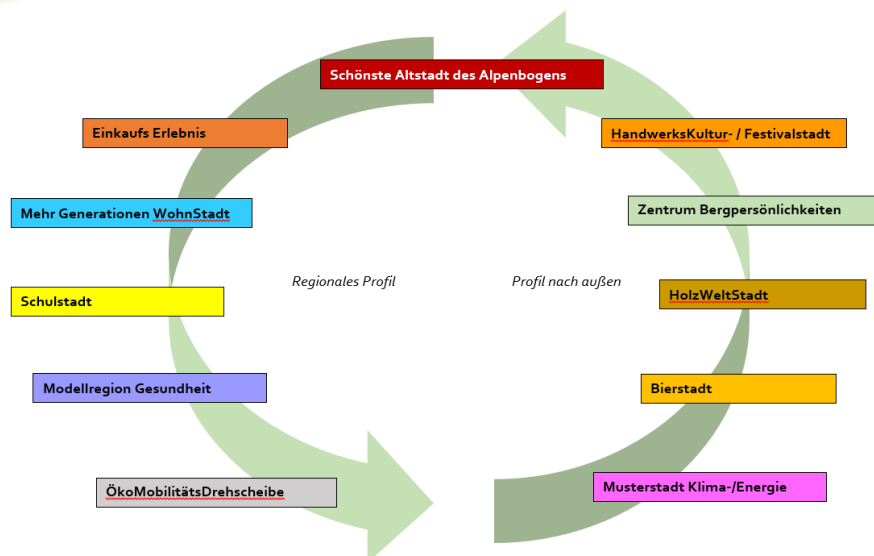 Schönste Altstadt des Alpenbogens
Einkaufs Erlebnis
HandwerksKultur- / Festivalstadt
Mehr Generationen WohnStadt
Zentrum Bergpersönlichkeiten
Regionales Profil
Profil nach außen
Schulstadt
HolzWeltStadt
Modellregion Gesundheit
Bierstadt
ÖkoMobilitätsDrehscheibe
Musterstadt Klima-/Energie